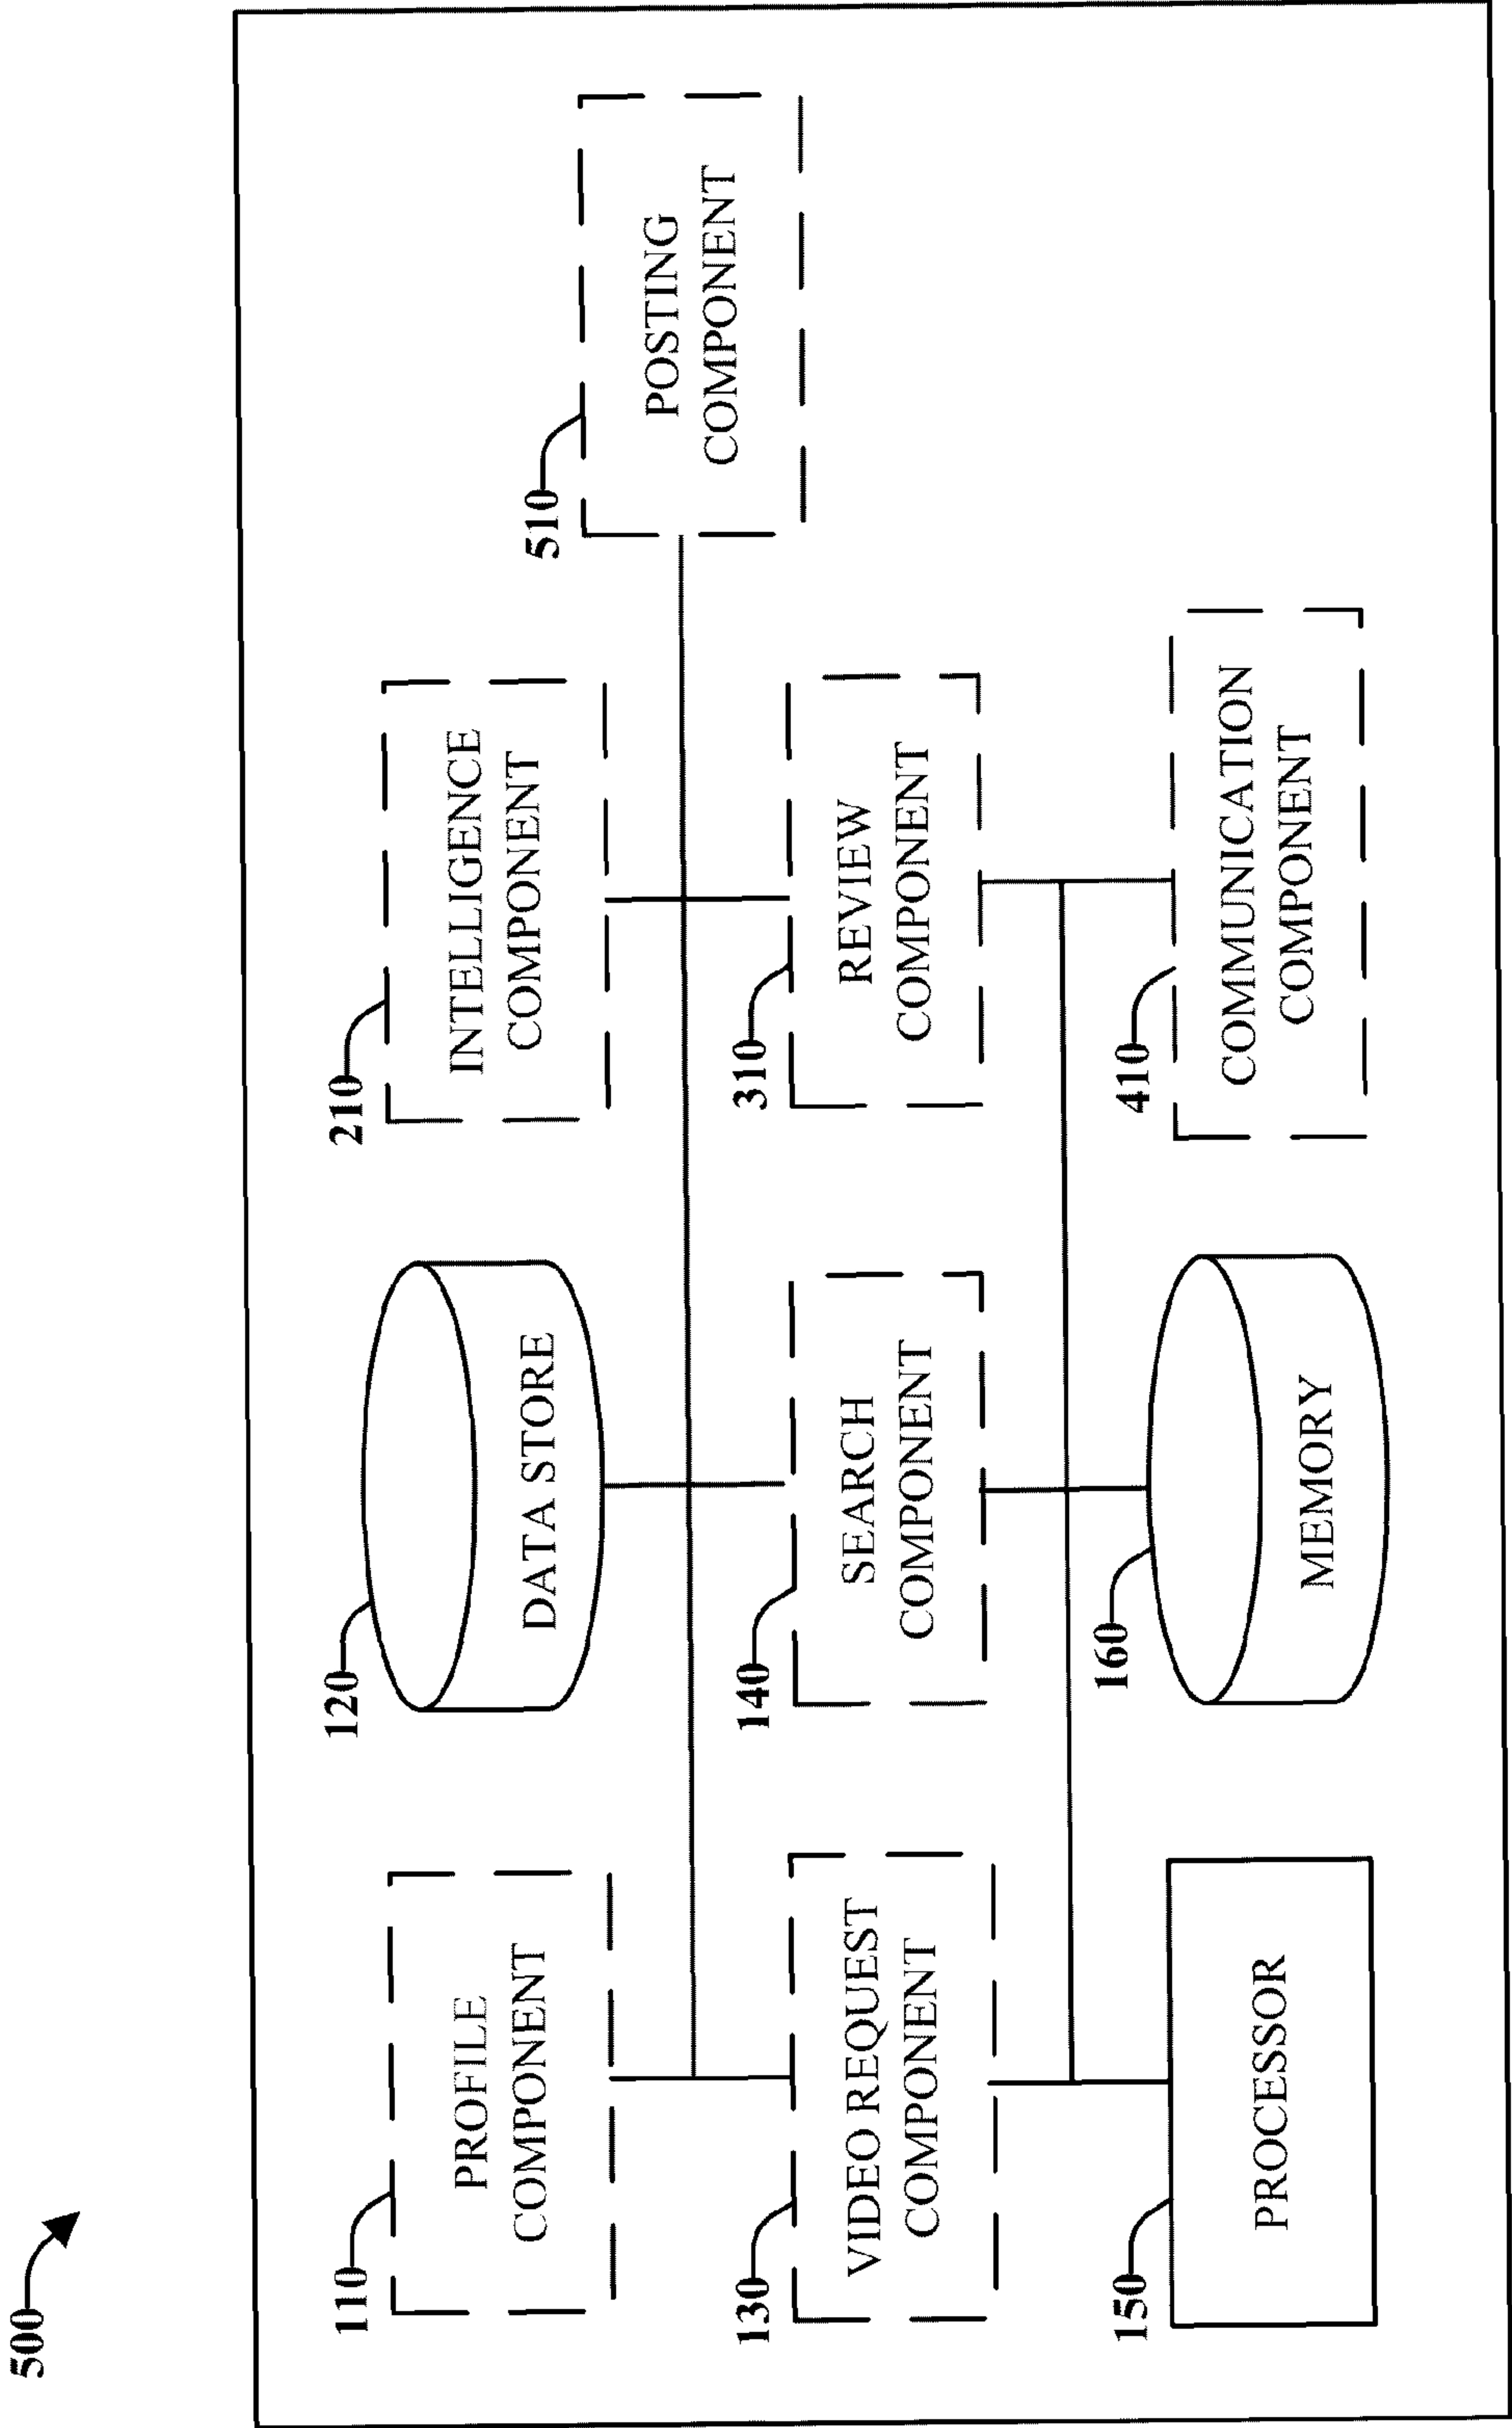 500
110
PROFILE
COMPONENT
120
DATA STORE
210
INTELLIGENCE
COMPONENT
510
POSTING
COMPONENT
130
VIDEO REQUEST
COMPONENT
140
SEARCH
COMPONENT
310
REVIEW
COMPONENT
150
PROCESSOR
160
MEMORY
410
COMMUNICATION
COMPONENT